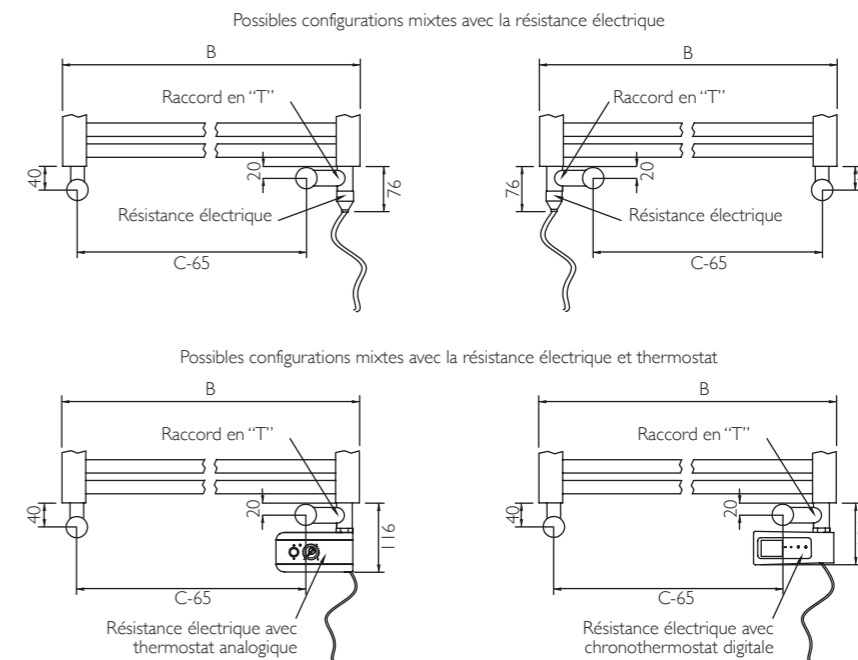 Possibles configurations mixtes avec la résistance électrique
B
Raccord en “T”
40
20
76
Résistance électrique
C-65
B
Raccord en “T”
76
20
Résistance électrique
C-65
Possibles configurations mixtes avec la résistance électrique et thermostat
B
Raccord en “T”
40
20
116
C-65
Résistance électrique avec
thermostat analogique
B
Raccord en “T”
40
20
C-65
Résistance électrique avec
chronothermostat digitale